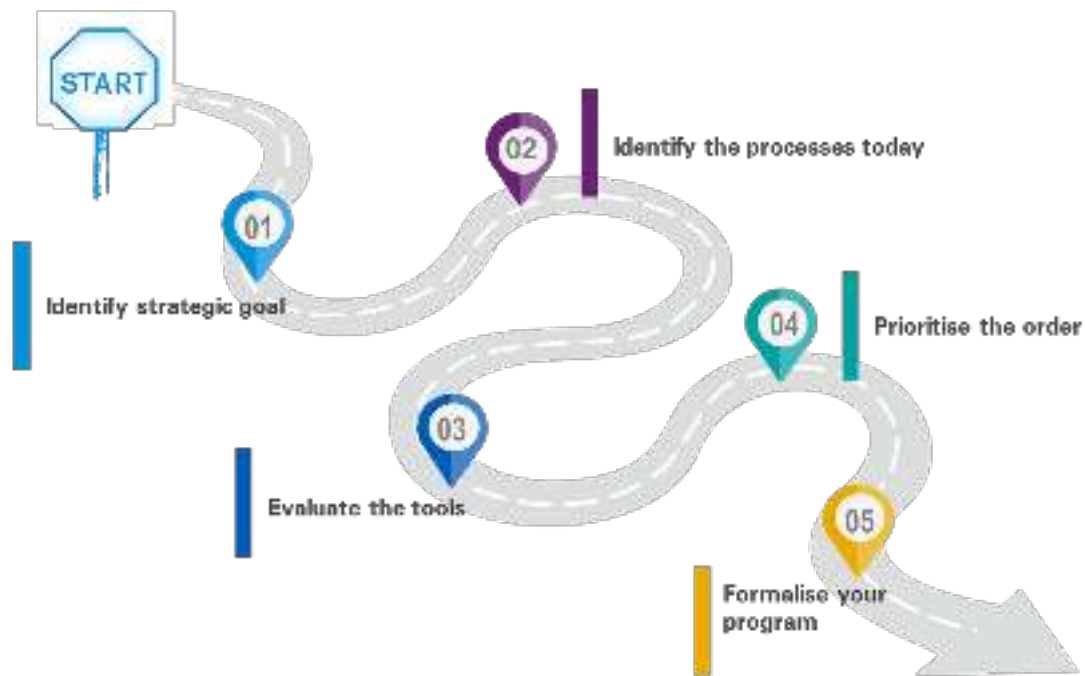 START
01
Identify strategic goal
02
Identify the processes today
03
Evaluate the tools
04
Prioritise the order
05
Formalise your
program